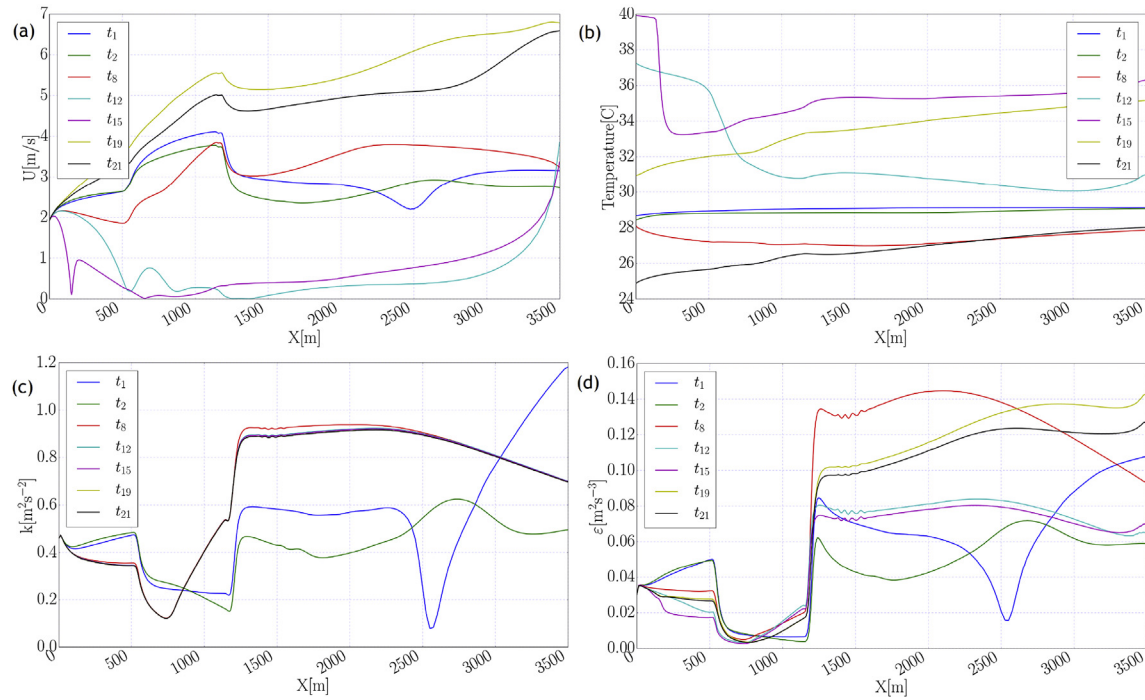 (a)
U[m/s]
7
6
5
4
3
2
1
0
t₁
t₂
t₈
t₁₂
t₁₅
t₁₉
t₂₁
0 500 1000 1500 2000 2500 3000 3500
X[m]
(b)
Temperature[C]
40
38
36
34
32
30
28
26
24
t₁
t₂
t₈
t₁₂
t₁₅
t₁₉
t₂₁
0 500 1000 1500 2000 2500 3000 3500
X[m]
(c)
k[m²s⁻²]
1.2
1.0
0.8
0.6
0.4
0.2
0.0
t₁
t₂
t₈
t₁₂
t₁₅
t₁₉
t₂₁
0 500 1000 1500 2000 2500 3000 3500
X[m]
(d)
ε[m²s⁻³]
0.16
0.14
0.12
0.10
0.08
0.06
0.04
0.02
0.00
t₁
t₂
t₈
t₁₂
t₁₅
t₁₉
t₂₁
0 500 1000 1500 2000 2500 3000 3500
X[m]